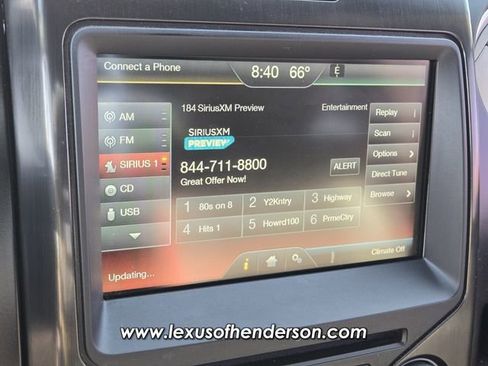 Connect a Phone
8:40 66°
E
184 SiriusXM Preview
Entertainment
SIRIUSXM
PREVIEW
844-711-8800
ALERT
Great Offer Now!
AM
FM
SIRIUS 1
CD
USB
Replay
Scan
Options
Direct Tune
Browse
1 80s on 8
2 Y2Kntry
3 Highway
4 Hits 1
5 Howrd100
6 PrmeCtry
Updating...
Climate Off
www.lexusofhenderson.com